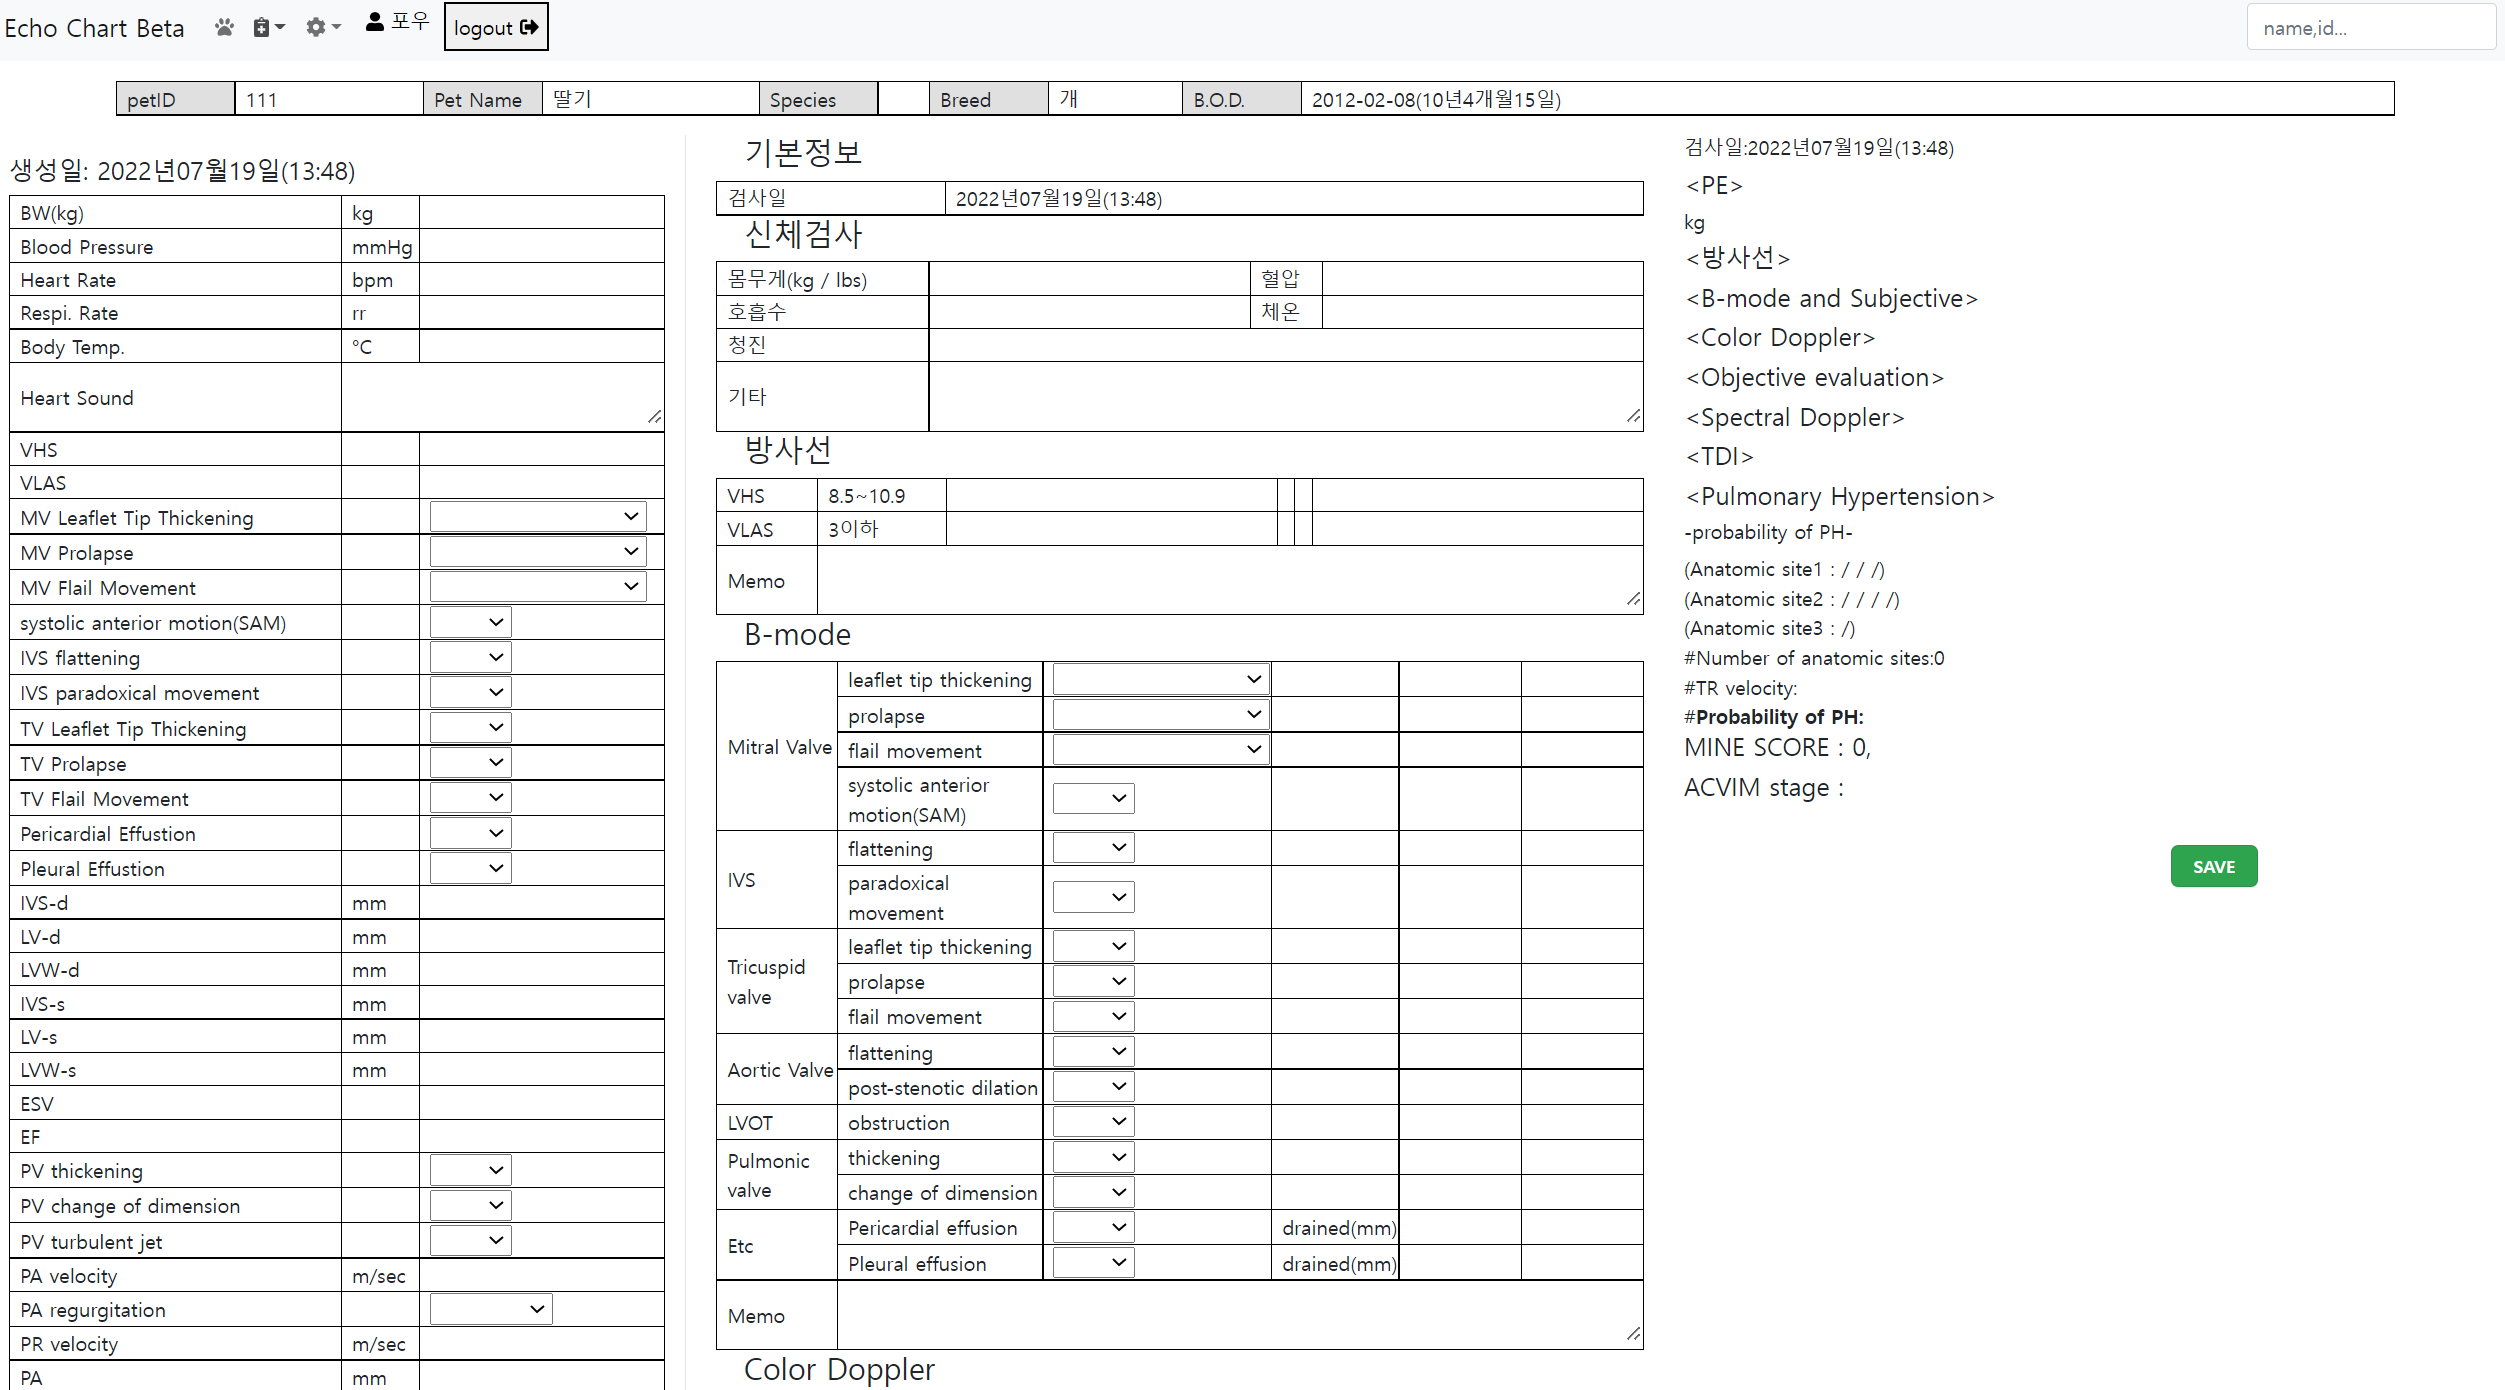 Echo Chart Beta 포우 logout name,id...
petID 111 Pet Name 딸기 Species Breed 개 B.O.D. 2012-02-08(10년4개월15일)
생성일: 2022년07월19일(13:48)
BW(kg) kg
Blood Pressure mmHg
Heart Rate bpm
Respi. Rate rr
Body Temp. °C
Heart Sound
VHS
VLAS
MV Leaflet Tip Thickening
MV Prolapse
MV Flail Movement
systolic anterior motion(SAM)
IVS flattening
IVS paradoxical movement
TV Leaflet Tip Thickening
TV Prolapse
TV Flail Movement
Pericardial Effustion
Pleural Effustion
IVS-d mm
LV-d mm
LVW-d mm
IVS-s mm
LV-s mm
LVW-s mm
ESV
EF
PV thickening
PV change of dimension
PV turbulent jet
PA velocity m/sec
PA regurgitation
PR velocity m/sec
PA mm
기본정보
검사일 2022년07월19일(13:48)
신체검사
몸무게(kg / lbs) 혈압
호흡수 체온
청진
기타
방사선
VHS 8.5~10.9
VLAS 3이하
Memo
B-mode
Mitral Valve
leaflet tip thickening
prolapse
flail movement
systolic anterior
motion(SAM)
IVS
flattening
paradoxical
movement
Tricuspid
valve
leaflet tip thickening
prolapse
flail movement
Aortic Valve
flattening
post-stenotic dilation
LVOT obstruction
Pulmonic
valve
thickening
change of dimension
Etc
Pericardial effusion drained(mm)
Pleural effusion drained(mm)
Memo
Color Doppler
검사일:2022년07월19일(13:48)
<PE>
kg
<방사선>
<B-mode and Subjective>
<Color Doppler>
<Objective evaluation>
<Spectral Doppler>
<TDI>
<Pulmonary Hypertension>
-probability of PH-
(Anatomic site1 : / / /)
(Anatomic site2 : / / / /)
(Anatomic site3 : /)
#Number of anatomic sites:0
#TR velocity:
#Probability of PH:
MINE SCORE : 0,
ACVIM stage :
SAVE